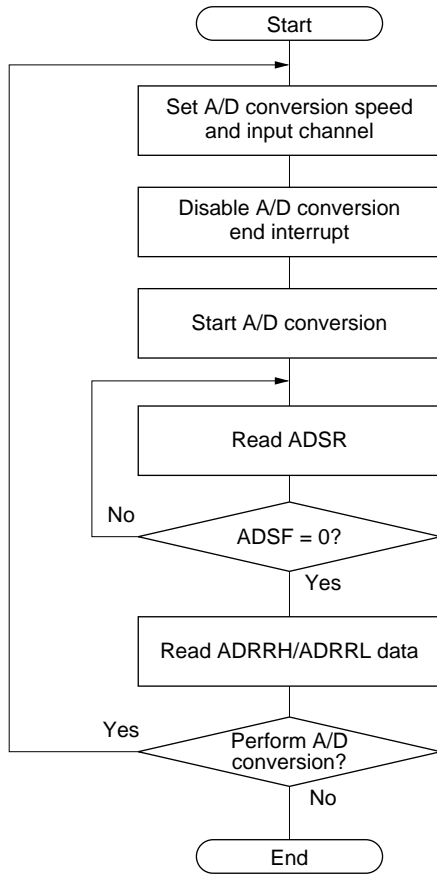 Start
Set A/D conversion speed
and input channel
Disable A/D conversion
end interrupt
Start A/D conversion
Read ADSR
No
ADSF = 0?
Yes
Read ADRRH/ADRRL data
Yes
Perform A/D
conversion?
No
End